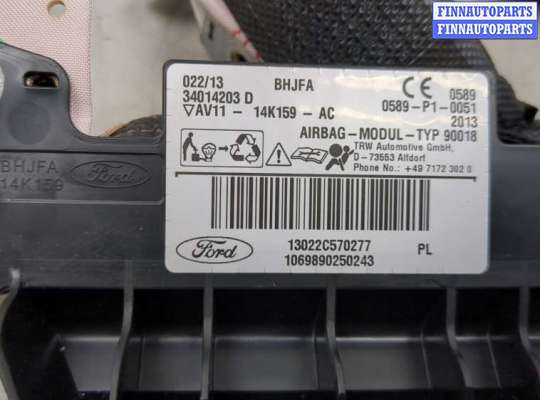 FINNAUTOPARTS
FINNAUTOPARTS
FINNAUTOPARTS
022/13 BHJFA
34014203 D
▽AV11 - 14K159 - AC
CE 0589
0589-P1-0051
2013
AIRBAG-MODUL-TYP 90018
TRW Automotive GmbH,
D - 73553 Alfdorf
Phone No.: +49 7172 302 0
BHJFA
14K159
Ford
Ford
13022C570277 PL
1069890250243